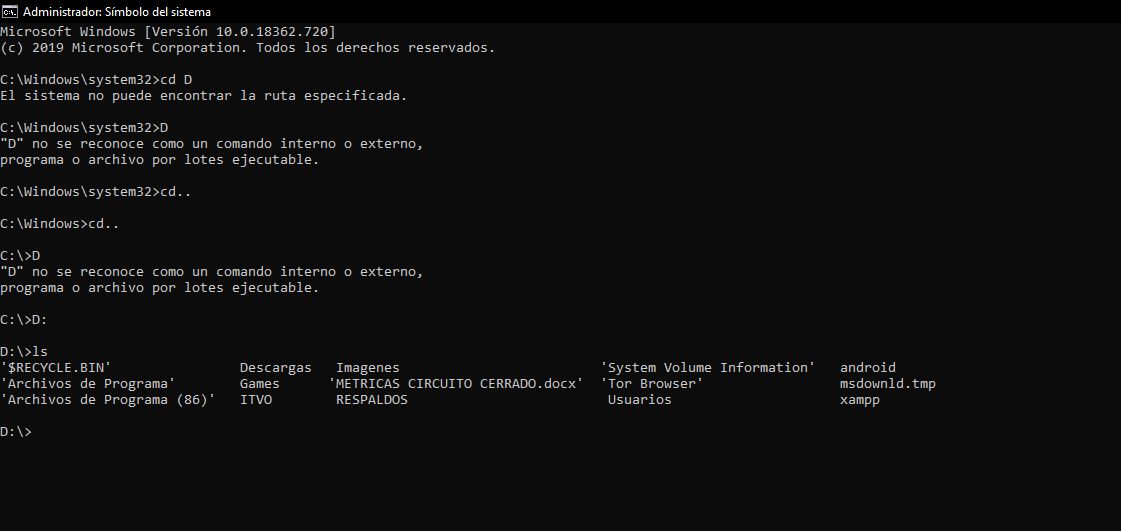 Administrador: Símbolo del sistema
Microsoft Windows [Versión 10.0.18362.720]
(c) 2019 Microsoft Corporation. Todos los derechos reservados.
C:\Windows\system32>cd D
El sistema no puede encontrar la ruta especificada.
C:\Windows\system32>D
"D" no se reconoce como un comando interno o externo,
programa o archivo por lotes ejecutable.
C:\Windows\system32>cd..
C:\Windows>cd..
C:\>D
"D" no se reconoce como un comando interno o externo,
programa o archivo por lotes ejecutable.
C:\>D:
D:\>ls
'$RECYCLE.BIN' Descargas Imagenes 'System Volume Information' android
'Archivos de Programa' Games 'METRICAS CIRCUITO CERRADO.docx' 'Tor Browser' msdownld.tmp
'Archivos de Programa (86)' ITVO RESPALDOS Usuarios xampp
D:\>